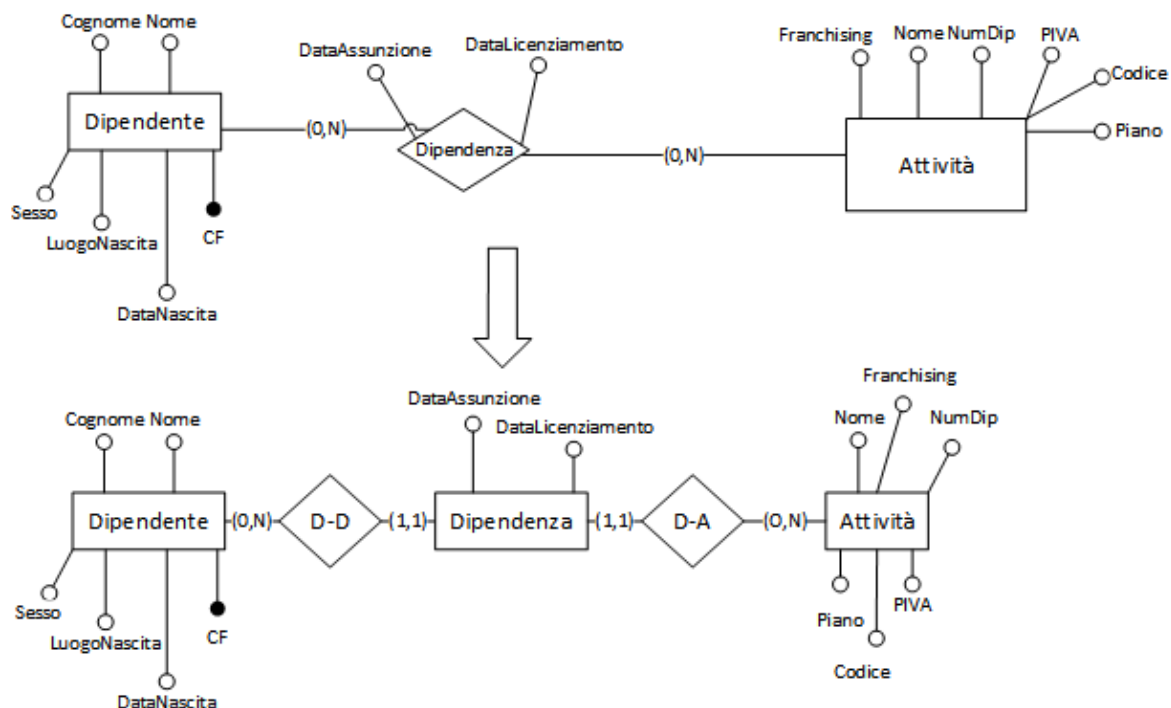 Cognome Nome
DataAssunzione
DataLicenziamento
Franchising
Nome NumDip
PIVA
Codice
Piano
Dipendente
(0,N)
Dipendenza
(0,N)
Attività
Sesso
LuogoNascita
CF
DataNascita
Franchising
DataAssunzione
Cognome Nome
DataLicenziamento
Nome
NumDip
Dipendente
(0,N)
D-D
(1,1)
Dipendenza
(1,1)
D-A
(0,N)
Attività
Sesso
LuogoNascita
CF
DataNascita
Piano
PIVA
Codice